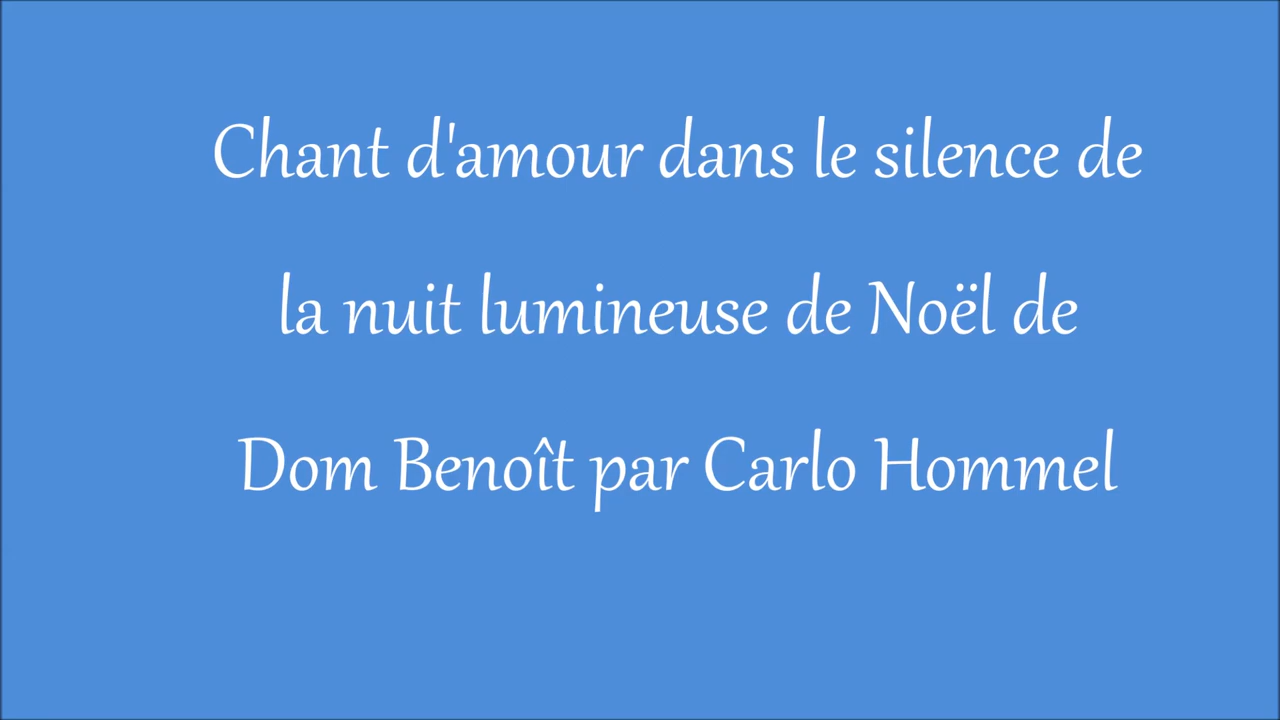 Chant d'amour dans le silence de
la nuit lumineuse de Noël de
Dom Benoît par Carlo Hommel